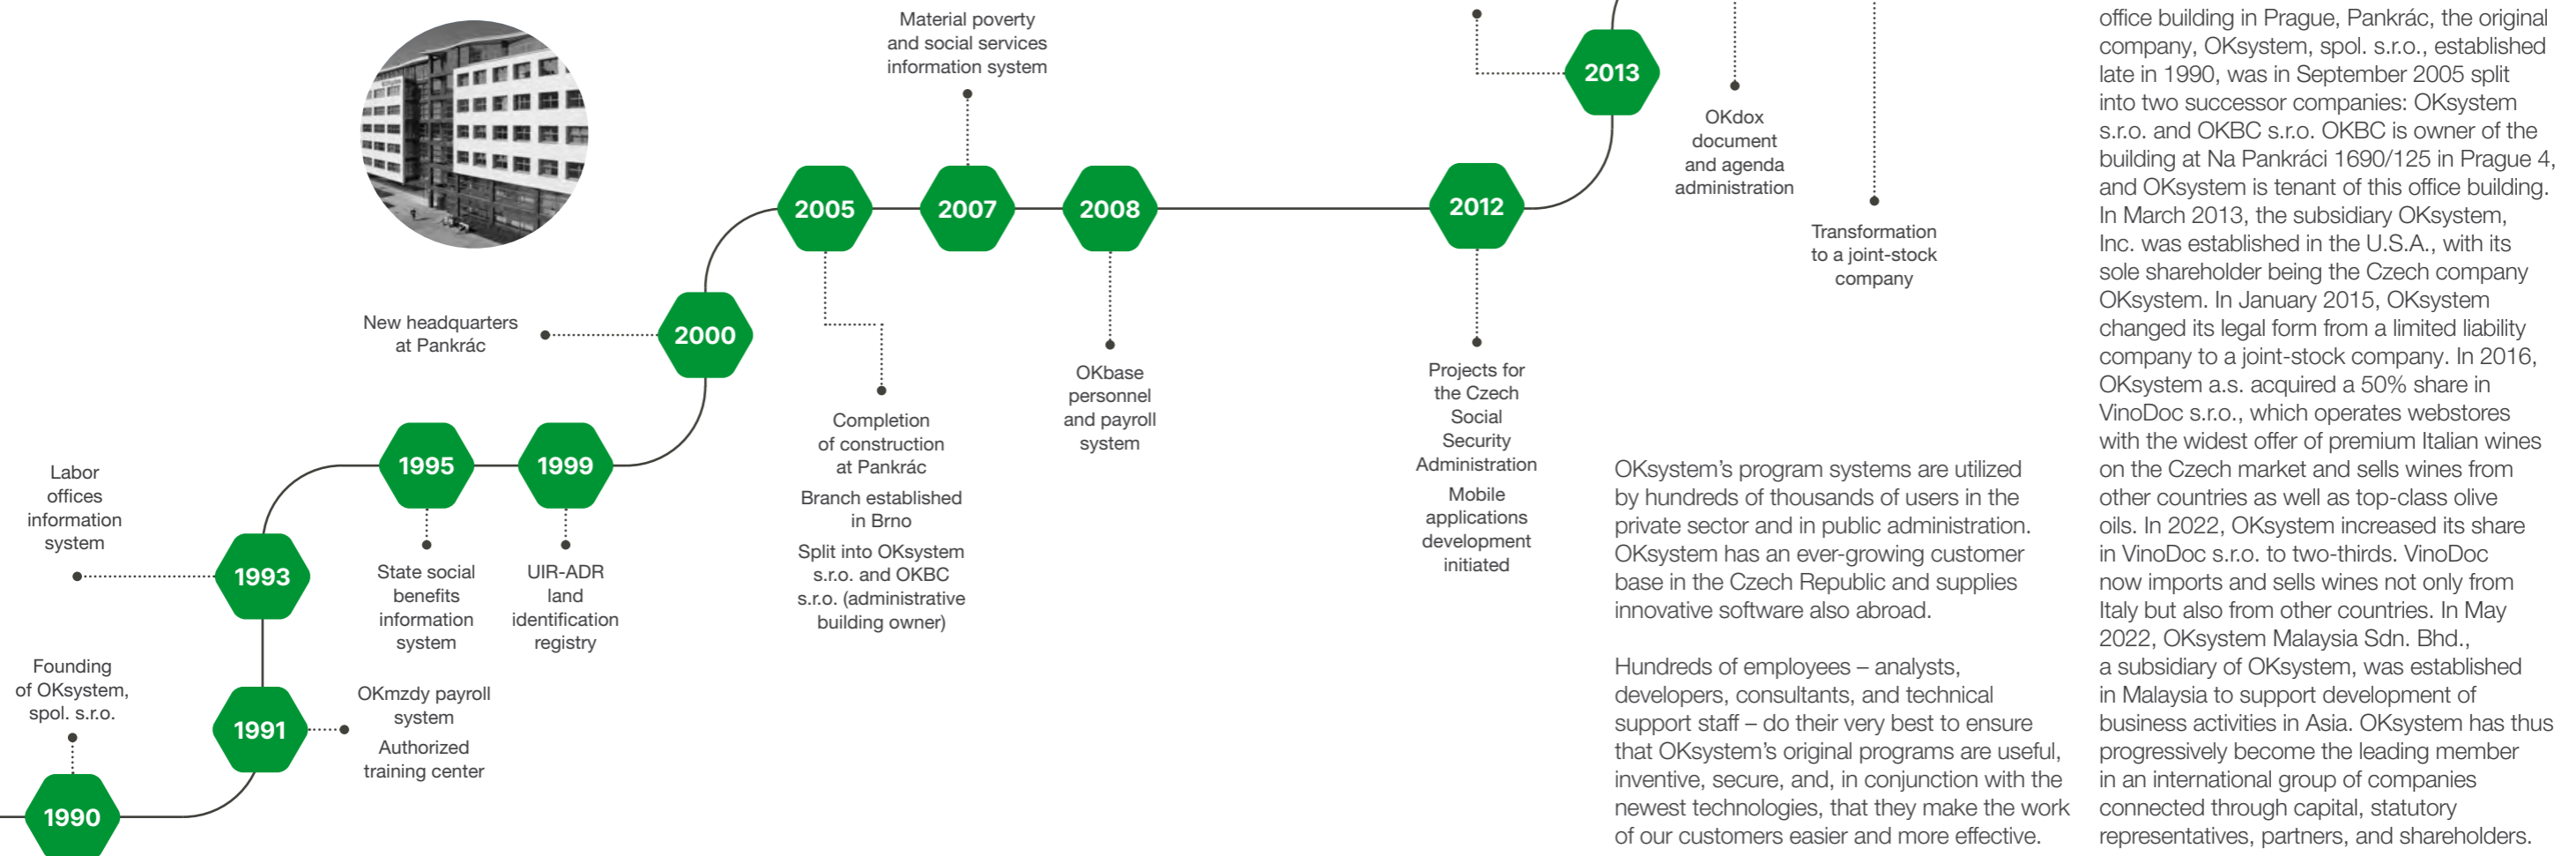 Material poverty
and social services
information system
2013
OKdox
document
and agenda
administration
2005
2007
2008
2012
Transformation
to a joint-stock
company
New headquarters
at Pankrác
2000
OKbase
personnel
and payroll
system
Projects for
the Czech
Social
Security
Administration
Mobile
applications
development
initiated
Completion
of construction
at Pankrác
Branch established
in Brno
Split into OKsystem
s.r.o. and OKBC
s.r.o. (administrative
building owner)
1995
1999
Labor
offices
information
system
1993
State social
benefits
information
system
UIR-ADR
land
identification
registry
Founding
of OKsystem,
spol. s.r.o.
1991
OKmzdy payroll
system
Authorized
training center
1990
OKsystem’s program systems are utilized
by hundreds of thousands of users in the
private sector and in public administration.
OKsystem has an ever-growing customer
base in the Czech Republic and supplies
innovative software also abroad.
Hundreds of employees – analysts,
developers, consultants, and technical
support staff – do their very best to ensure
that OKsystem’s original programs are useful,
inventive, secure, and, in conjunction with the
newest technologies, that they make the work
of our customers easier and more effective.
office building in Prague, Pankrác, the original
company, OKsystem, spol. s.r.o., established
late in 1990, was in September 2005 split
into two successor companies: OKsystem
s.r.o. and OKBC s.r.o. OKBC is owner of the
building at Na Pankráci 1690/125 in Prague 4,
and OKsystem is tenant of this office building.
In March 2013, the subsidiary OKsystem,
Inc. was established in the U.S.A., with its
sole shareholder being the Czech company
OKsystem. In January 2015, OKsystem
changed its legal form from a limited liability
company to a joint-stock company. In 2016,
OKsystem a.s. acquired a 50% share in
VinoDoc s.r.o., which operates webstores
with the widest offer of premium Italian wines
on the Czech market and sells wines from
other countries as well as top-class olive
oils. In 2022, OKsystem increased its share
in VinoDoc s.r.o. to two-thirds. VinoDoc
now imports and sells wines not only from
Italy but also from other countries. In May
2022, OKsystem Malaysia Sdn. Bhd.,
a subsidiary of OKsystem, was established
in Malaysia to support development of
business activities in Asia. OKsystem has thus
progressively become the leading member
in an international group of companies
connected through capital, statutory
representatives, partners, and shareholders.